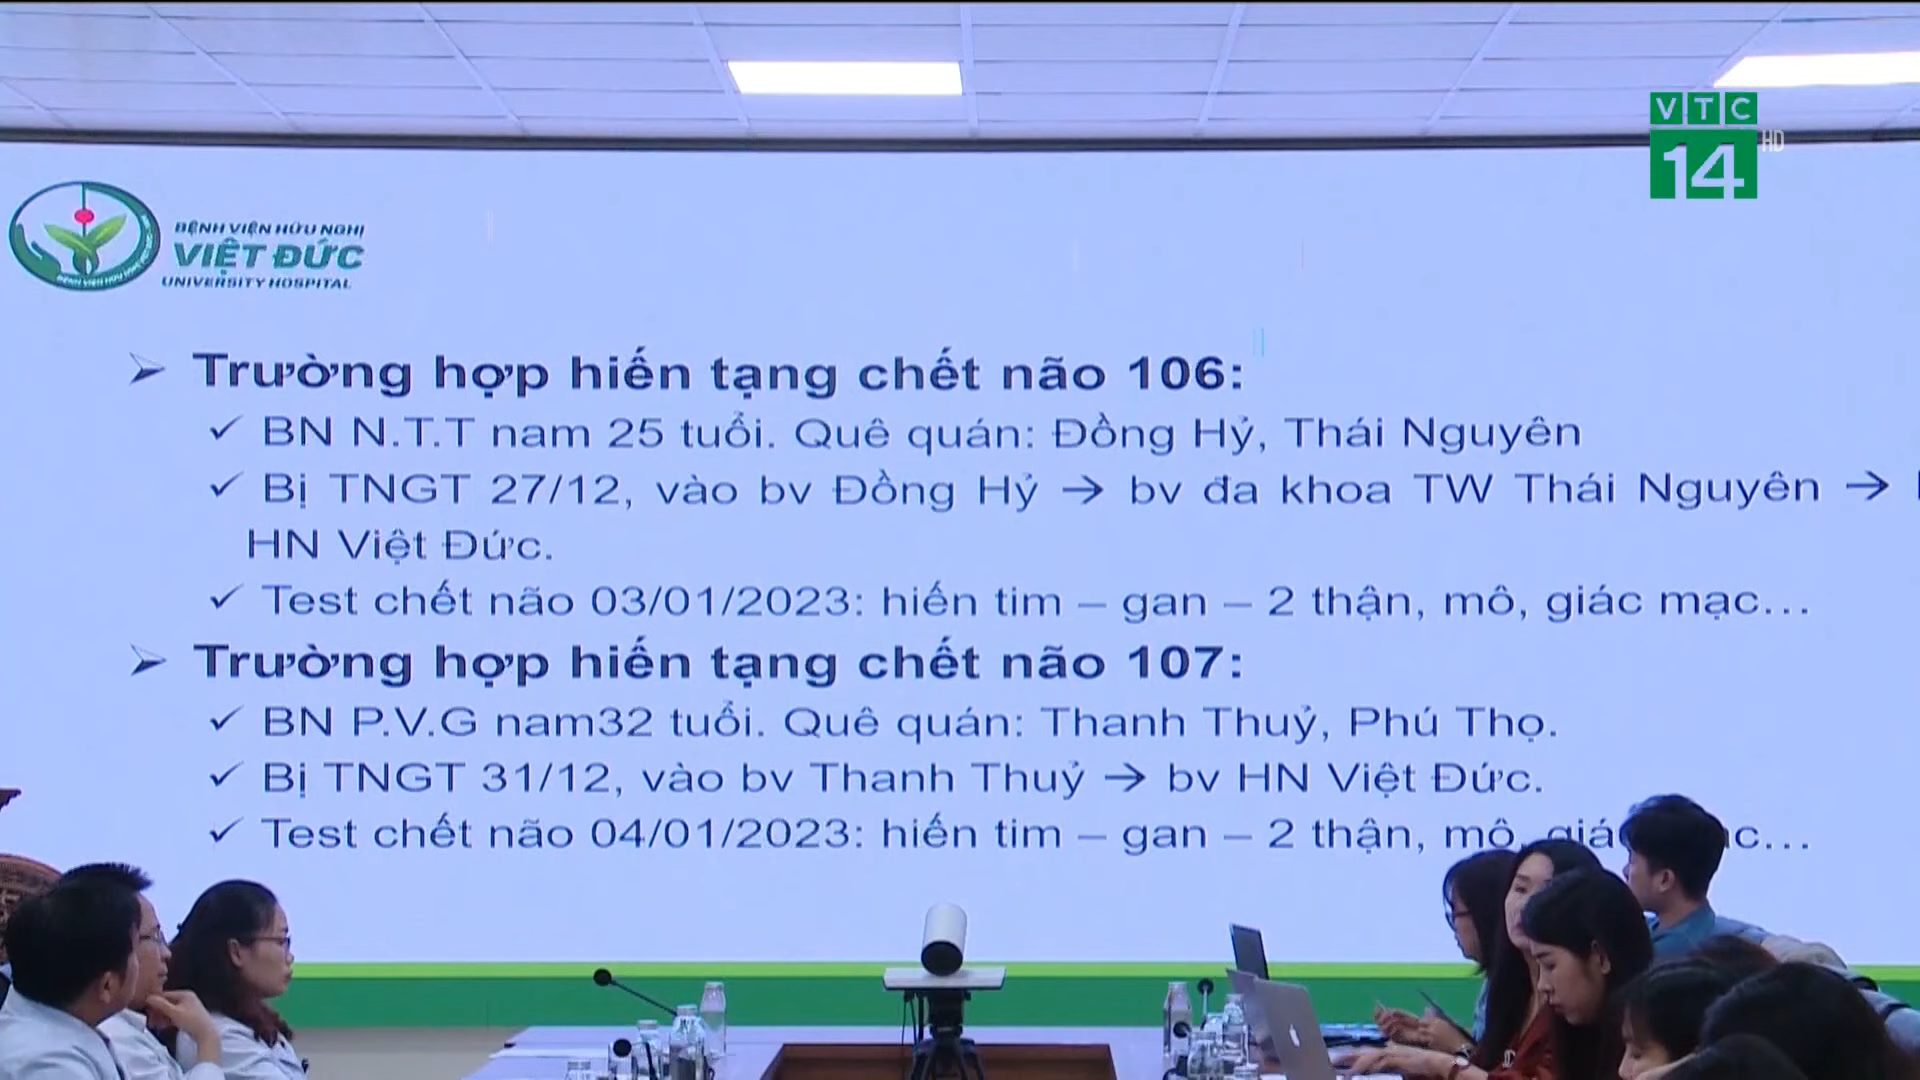 VTC
14
HD
BỆNH VIỆN HỮU NGHỊ
VIỆT ĐỨC
UNIVERSITY HOSPITAL
Trường hợp hiến tạng chết não 106:
BN N.T.T nam 25 tuổi. Quê quán: Đồng Hỷ, Thái Nguyên
Bị TNGT 27/12, vào bv Đồng Hỷ → bv đa khoa TW Thái Nguyên →
HN Việt Đức.
Test chết não 03/01/2023: hiến tim – gan – 2 thận, mô, giác mạc...
Trường hợp hiến tạng chết não 107:
BN P.V.G nam32 tuổi. Quê quán: Thanh Thuỷ, Phú Thọ.
Bị TNGT 31/12, vào bv Thanh Thuỷ → bv HN Việt Đức.
Test chết não 04/01/2023: hiến tim – gan – 2 thận, mô,